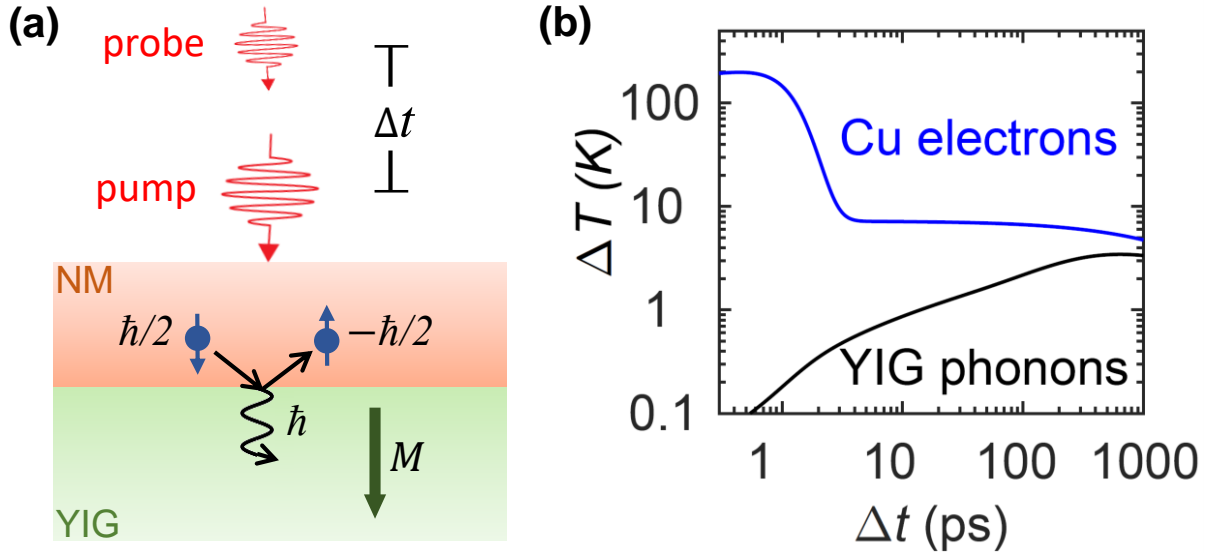 (a)
probe
Δt
pump
NM
ħ/2
−ħ/2
ħ
M
YIG
(b)
100
10
1
0.1
ΔT (K)
Cu electrons
YIG phonons
1
10
100
1000
Δt (ps)